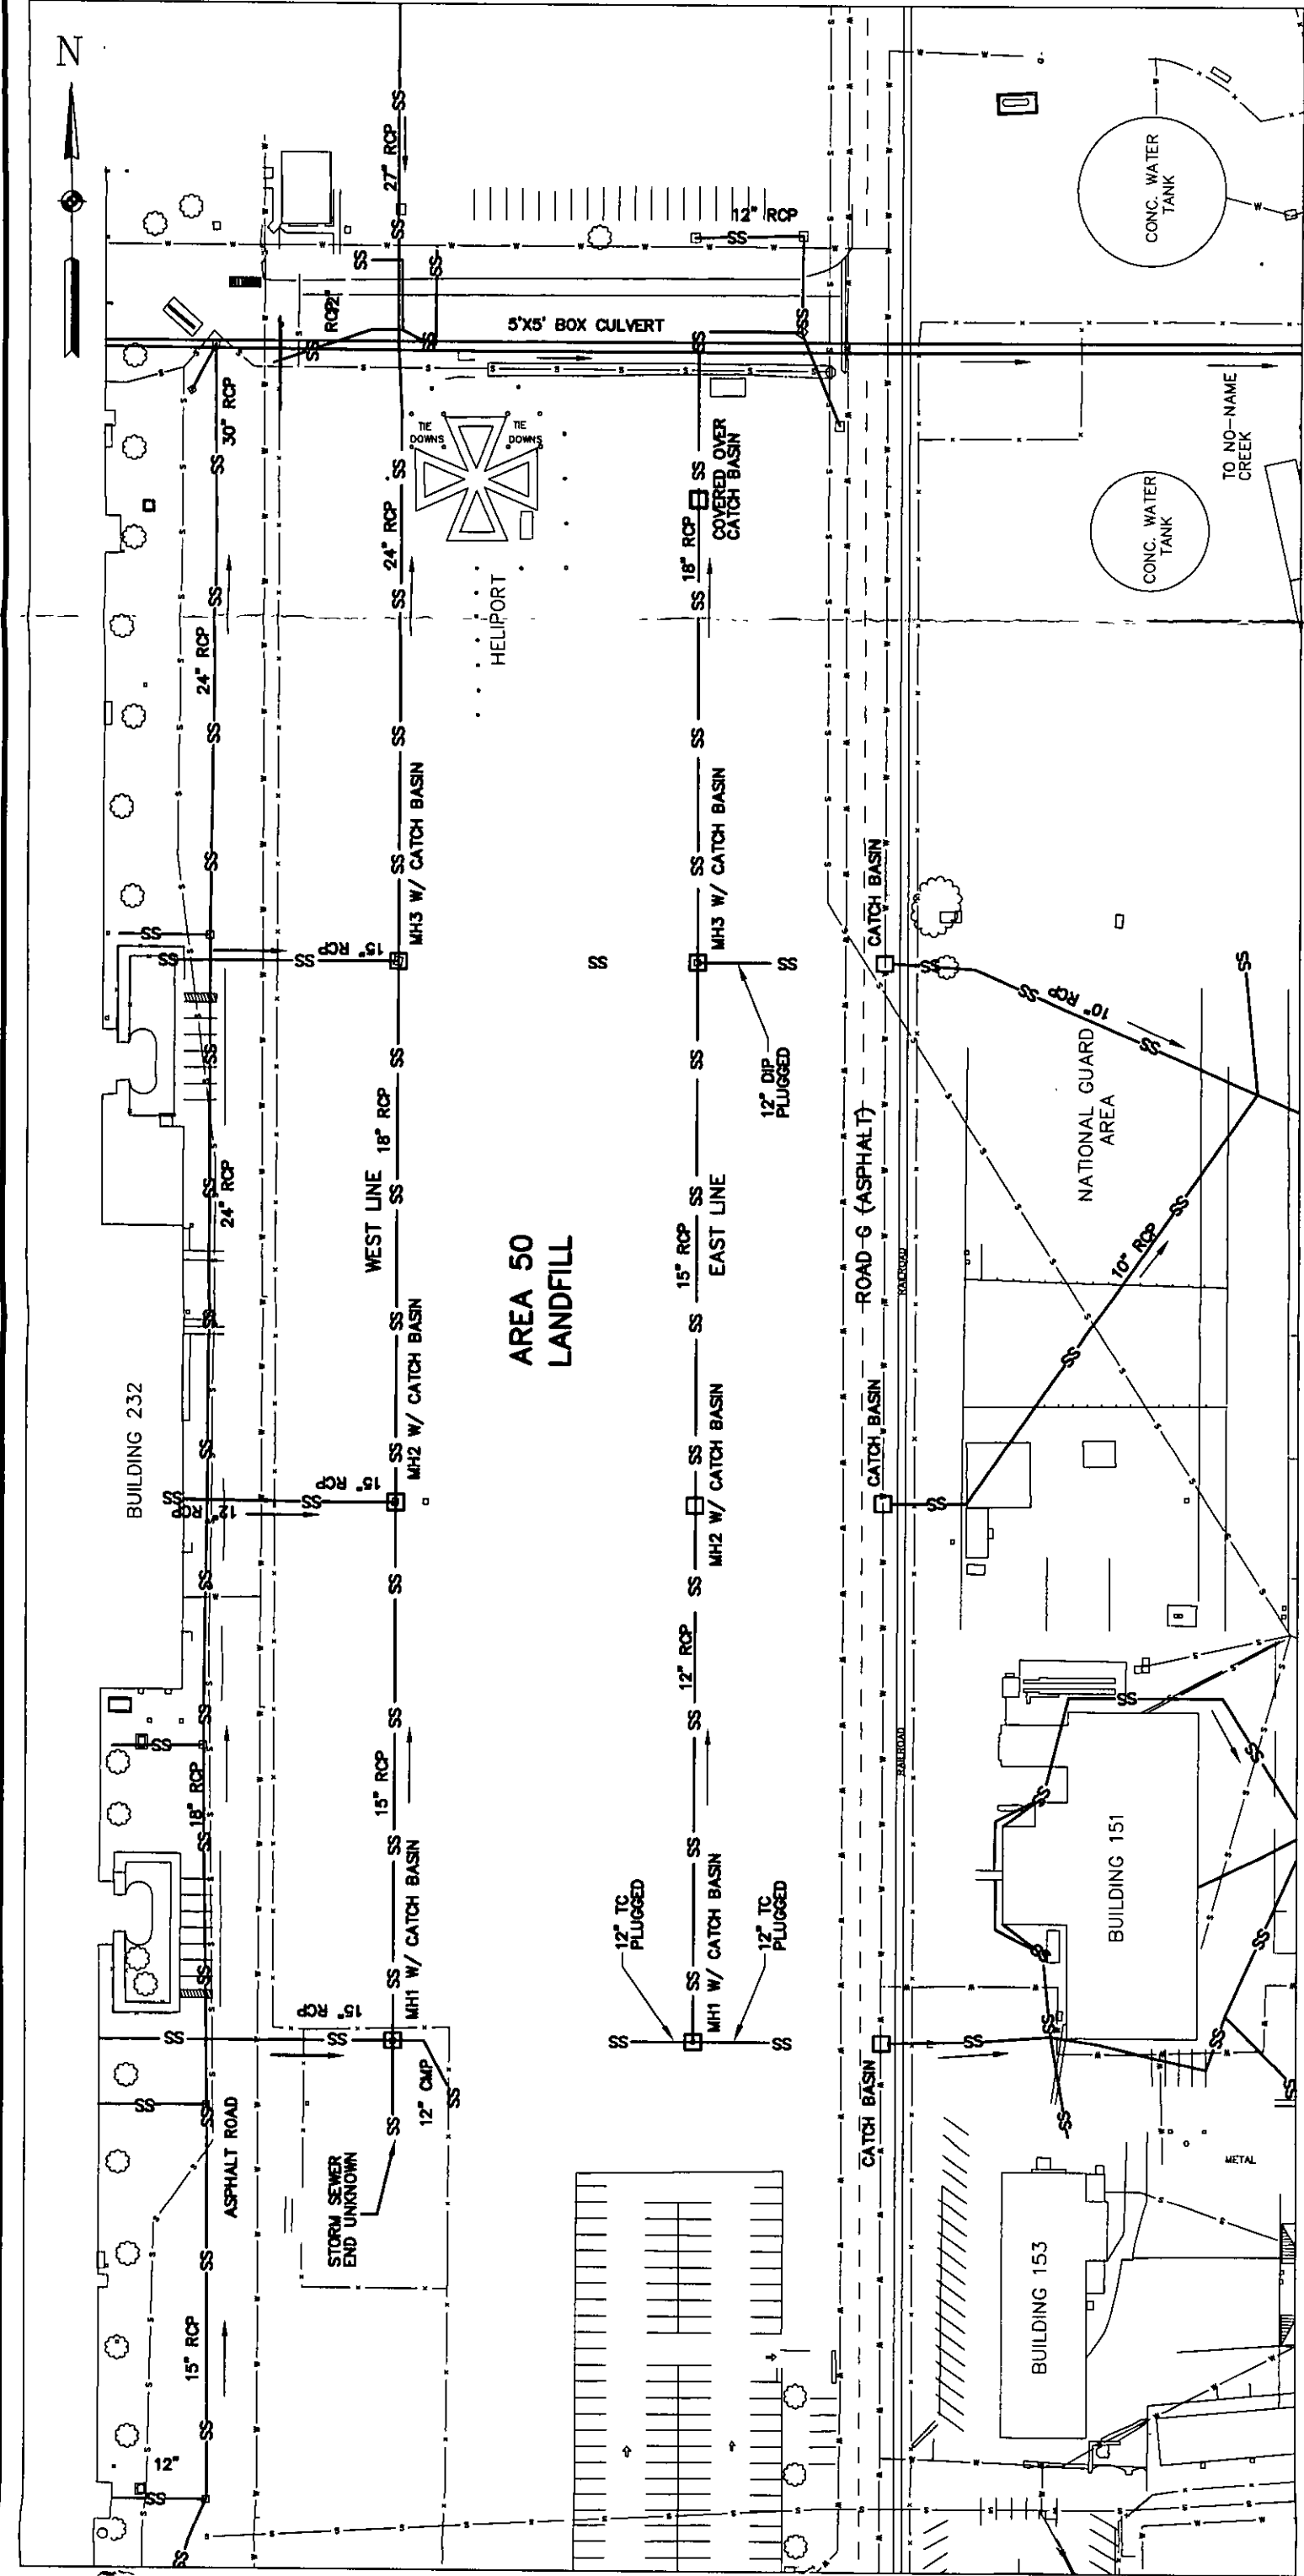 N
27" RCP
12" RCP
12"
RCP
5'X5' BOX CULVERT
CONC. WATER
TANK
30" RCP
TIE
DOWNS
TIE
DOWNS
24" RCP
18" RCP
COVERED OVER
CATCH BASIN
TO NO-NAME
CREEK
CONC. WATER
TANK
24" RCP
HELIPORT
MH3 W/ CATCH BASIN
MH3 W/ CATCH BASIN
CATCH BASIN
15" RCP
10" RCP
12" DIP
PLUGGED
NATIONAL GUARD
AREA
24" RCP
18" RCP
WEST LINE
AREA 50
LANDFILL
15" RCP
EAST LINE
ROAD G (ASPHALT)
RAILROAD
10" RCP
BUILDING 232
12" RCP
15" RCP
MH2 W/ CATCH BASIN
MH2 W/ CATCH BASIN
CATCH BASIN
12" RCP
RAILROAD
18" RCP
15" RCP
MH1 W/ CATCH BASIN
12" TC
PLUGGED
12" TC
PLUGGED
MH1 W/ CATCH BASIN
BUILDING 151
15" RCP
12" CMP
CATCH BASIN
ASPHALT ROAD
STORM SEWER
END UNKNOWN
METAL
15" RCP
BUILDING 153
12"